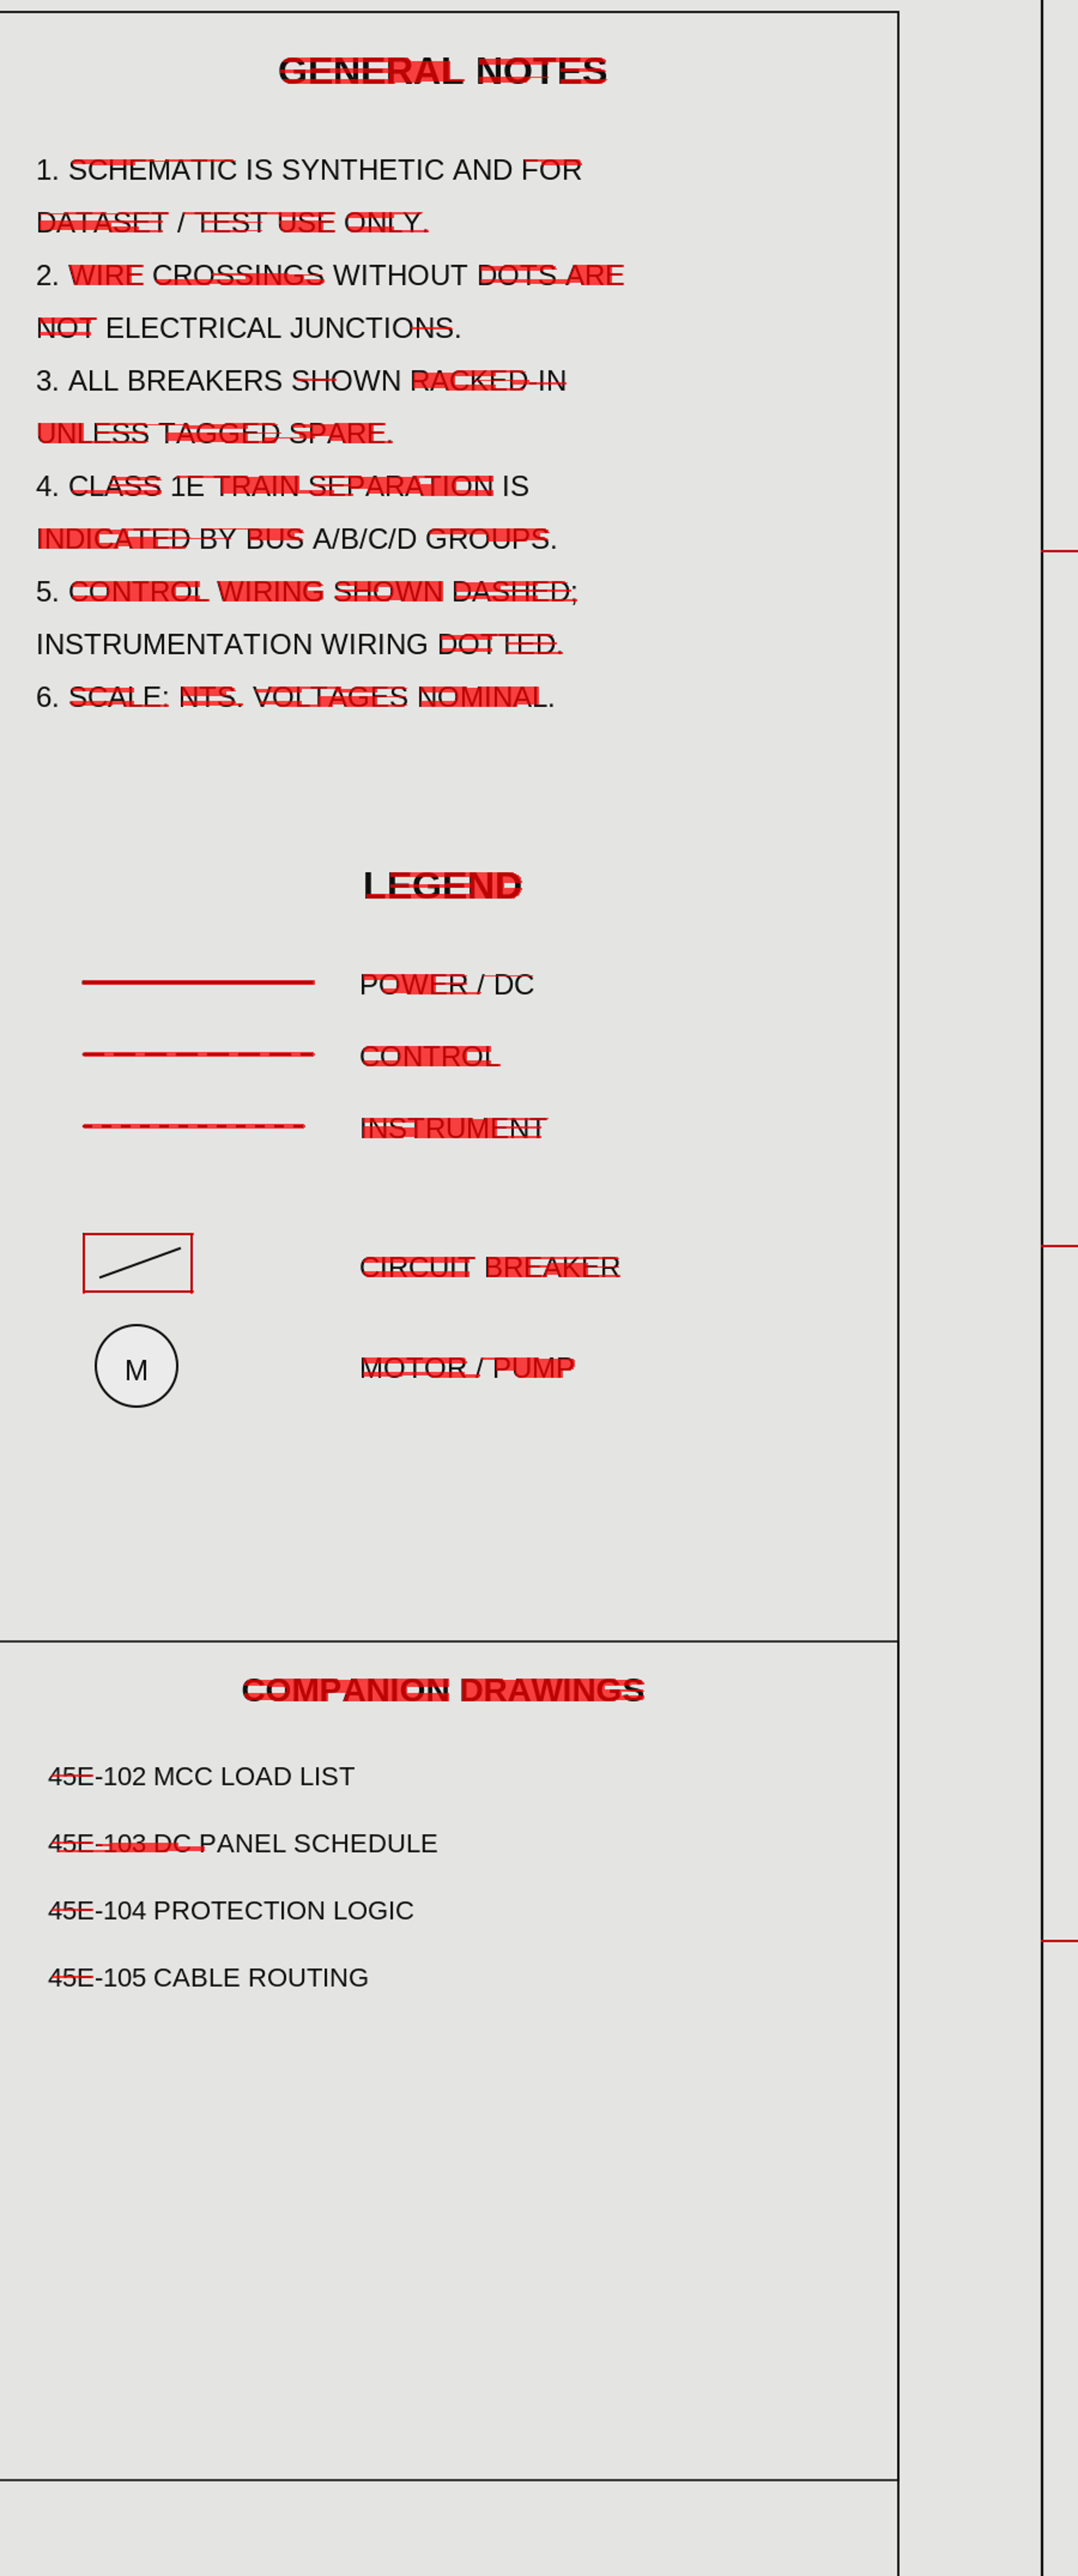 GENERAL NOTES
1. SCHEMATIC IS SYNTHETIC AND FOR
DATASET / TEST USE ONLY.
2. WIRE CROSSINGS WITHOUT DOTS ARE
NOT ELECTRICAL JUNCTIONS.
3. ALL BREAKERS SHOWN RACKED-IN
UNLESS TAGGED SPARE.
4. CLASS 1E TRAIN SEPARATION IS
INDICATED BY BUS A/B/C/D GROUPS.
5. CONTROL WIRING SHOWN DASHED;
INSTRUMENTATION WIRING DOTTED.
6. SCALE: NTS. VOLTAGES NOMINAL.
LEGEND
POWER / DC
CONTROL
INSTRUMENT
CIRCUIT BREAKER
M
MOTOR / PUMP
COMPANION DRAWINGS
45E-102 MCC LOAD LIST
45E-103 DC PANEL SCHEDULE
45E-104 PROTECTION LOGIC
45E-105 CABLE ROUTING